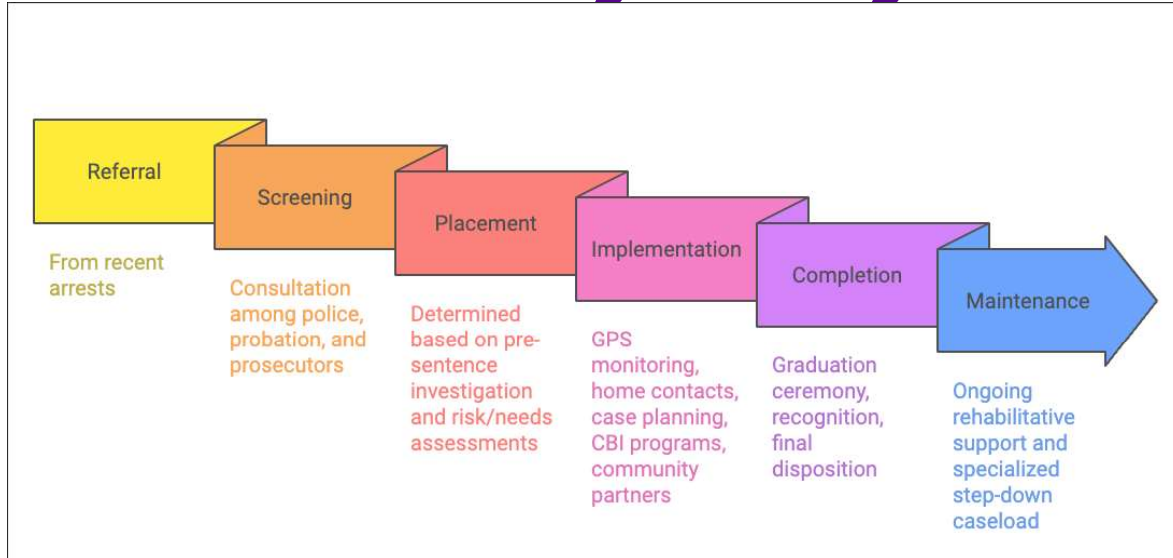 Referral
From recent
arrests
Screening
Consultation
among police,
probation, and
prosecutors
Placement
Determined
based on pre-
sentence
investigation
and risk/needs
assessments
Implementation
GPS
monitoring,
home contacts,
case planning,
CBI programs,
community
partners
Completion
Graduation
ceremony,
recognition,
final
disposition
Maintenance
Ongoing
rehabilitative
support and
specialized
step-down
caseload